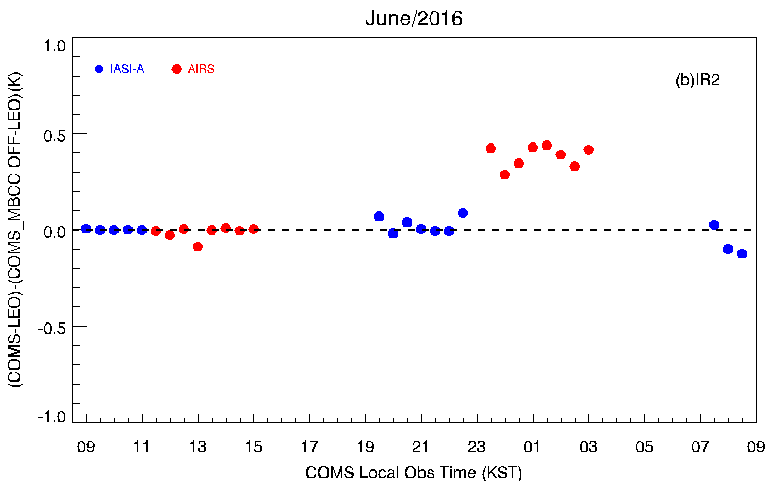 June/2016
IASI-A
AIRS
(b)IR2
(COMS-LEO)-(COMS_MBCC OFF-LEO)(K)
1.0
0.5
0.0
-0.5
-1.0
09 11 13 15 17 19 21 23 01 03 05 07 09
COMS Local Obs Time (KST)